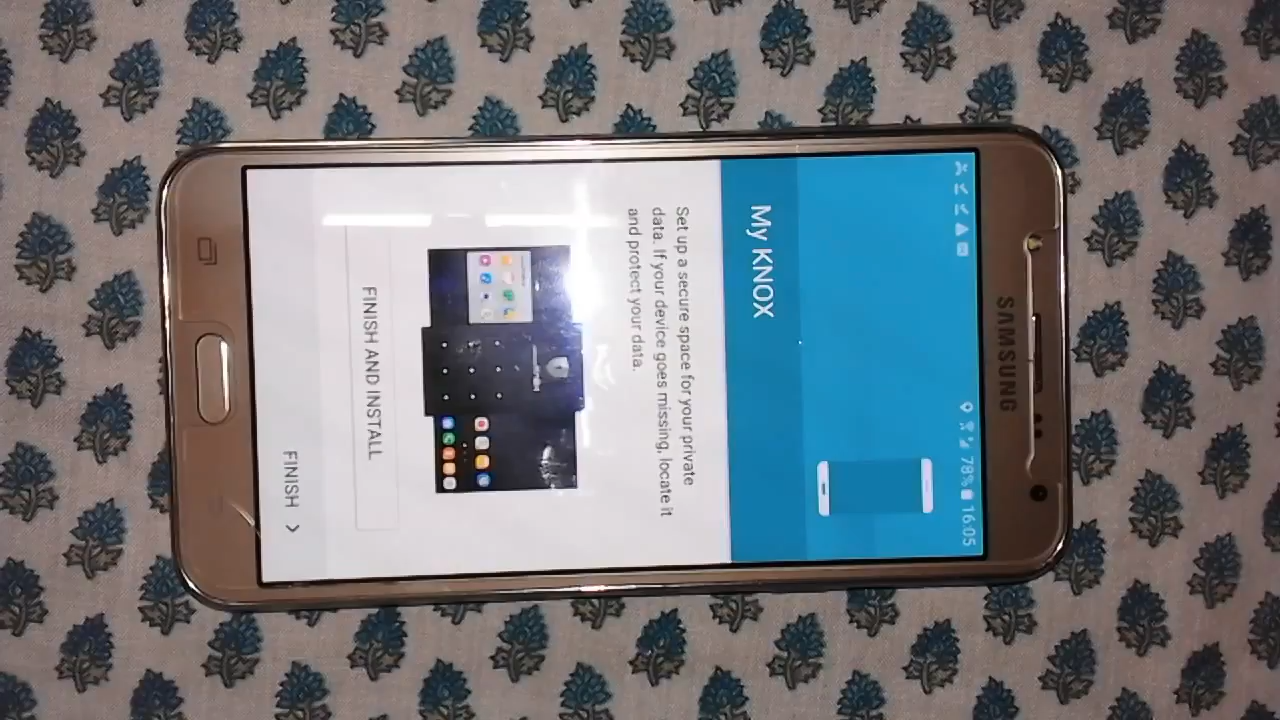 SAMSUNG
78% 16:05
My KNOX
Set up a secure space for your private
data. If your device goes missing, locate it
and protect your data.
FINISH AND INSTALL
FINISH >